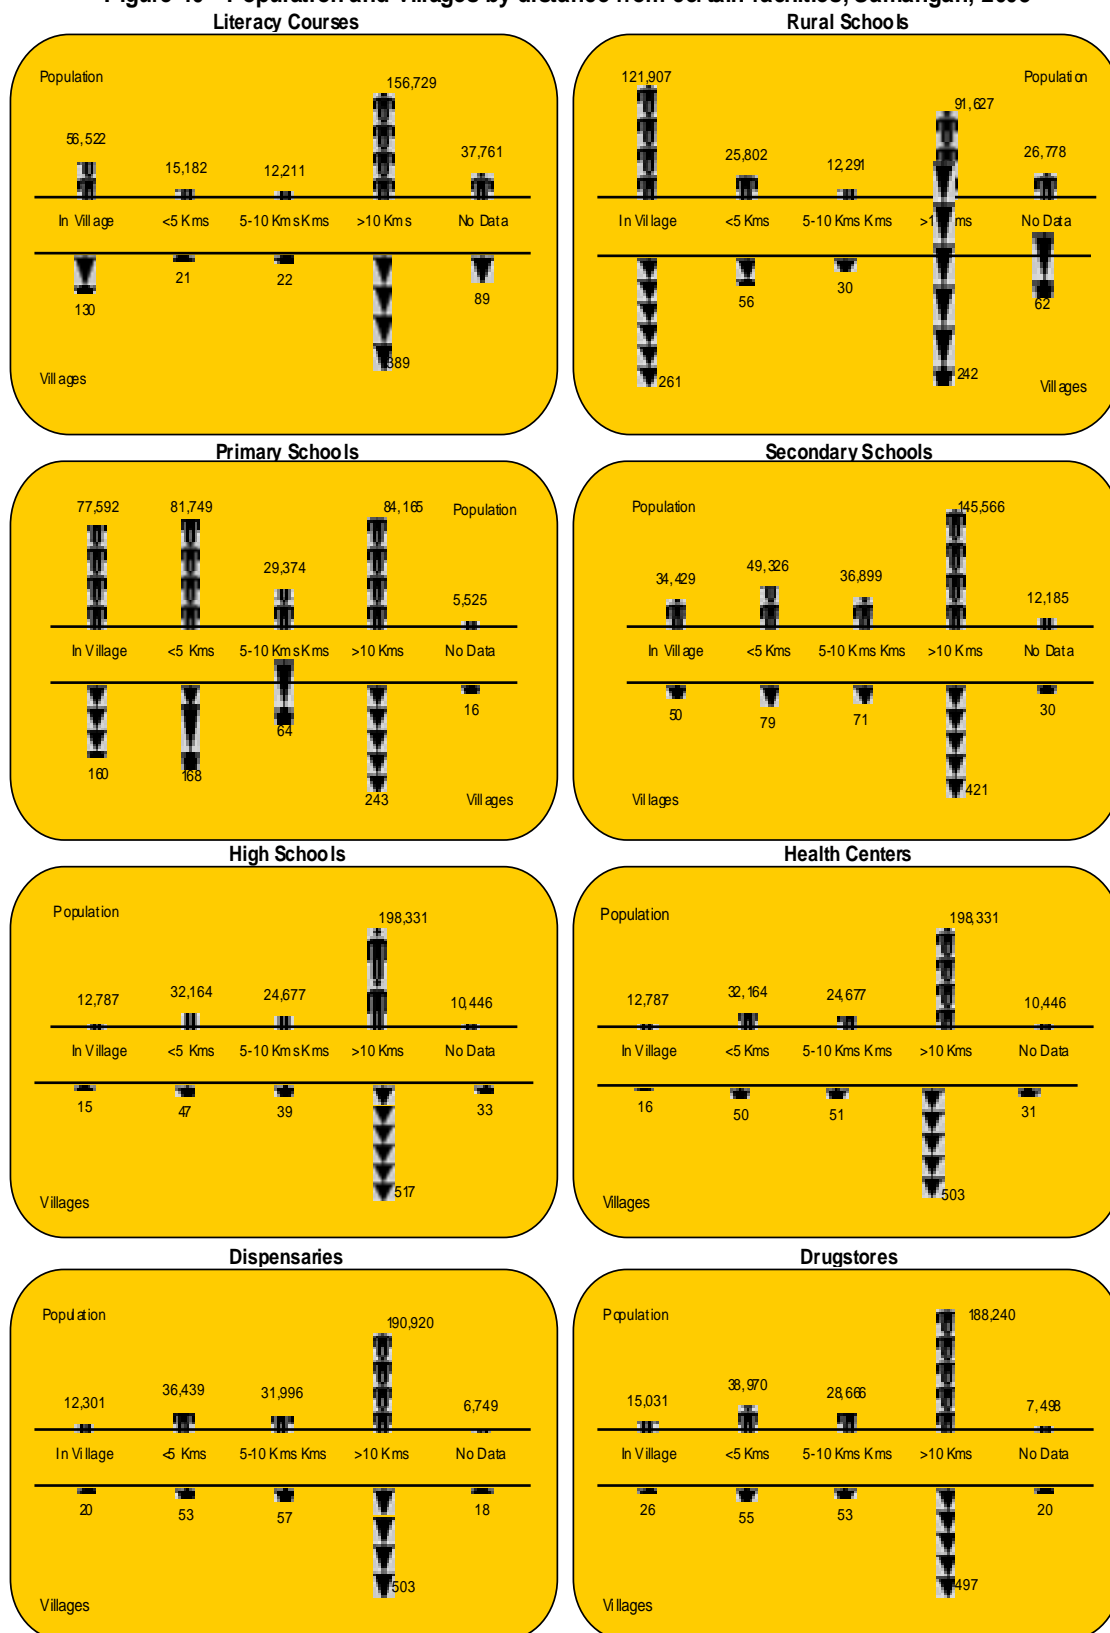 Literacy Courses
Population
56,522
15,182
12,211
156,729
37,761
In Village <5 Kms 5-10 Kms Kms >10 Kms No Data
130
21
22
389
89
Villages
Rural Schools
121,907
Population
91,627
25,802
12,291
26,778
In Village <5 Kms 5-10 Kms Kms No Data
261
56
30
242
62
Villages
Primary Schools
77,592
81,749
29,374
84,165
Population
5,525
In Village <5 Kms 5-10 Kms Kms >10 Kms No Data
160
168
64
243
16
Villages
Secondary Schools
Population
34,429
49,326
36,899
145,566
12,185
In Village <5 Kms 5-10 Kms Kms >10 Kms No Data
50
79
71
421
30
Villages
High Schools
Population
12,787
32,164
24,677
198,331
10,446
In Village <5 Kms 5-10 Kms Kms >10 Kms No Data
15
47
39
517
33
Villages
Health Centers
Population
12,787
32,164
24,677
198,331
10,446
In Village <5 Kms 5-10 Kms Kms >10 Kms No Data
16
50
51
503
31
Villages
Dispensaries
Population
12,301
36,439
31,996
190,920
6,749
In Village <5 Kms 5-10 Kms Kms >10 Kms No Data
20
53
57
503
18
Villages
Drugstores
Population
15,031
38,970
28,666
188,240
7,498
In Village <5 Kms 5-10 Kms Kms >10 Kms No Data
26
55
53
497
20
Villages